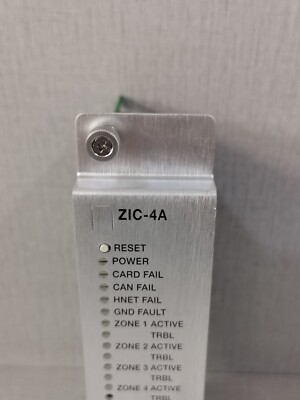 ZIC-4A
RESET
POWER
CARD FAIL
CAN FAIL
HNET FAIL
GND FAULT
ZONE 1 ACTIVE
TRBL
ZONE 2 ACTIVE
TRBL
ZONE 3 ACTIVE
TRBL
ZONE 4 ACTIVE
TRBL